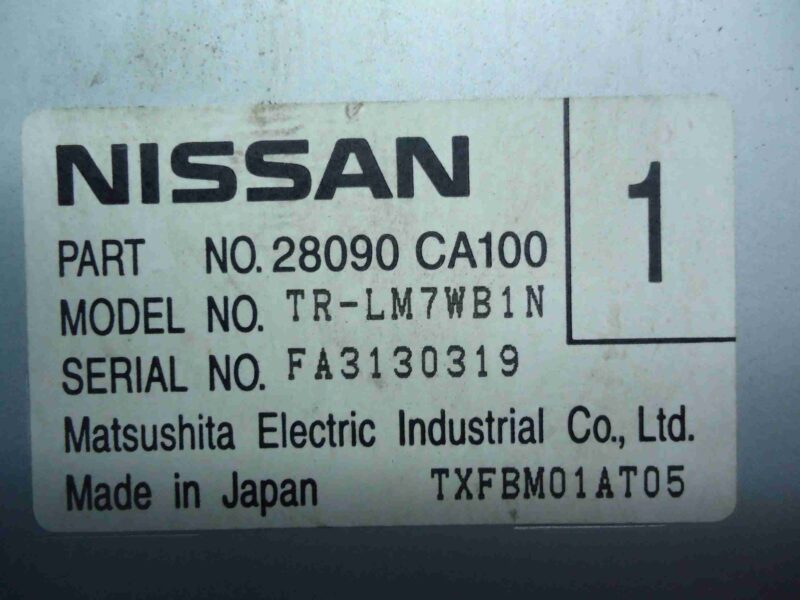 NISSAN
1
PART NO. 28090 CA100
MODEL NO. TR-LM7WB1N
SERIAL NO. FA3130319
Matsushita Electric Industrial Co., Ltd.
Made in Japan TXFBM01AT05